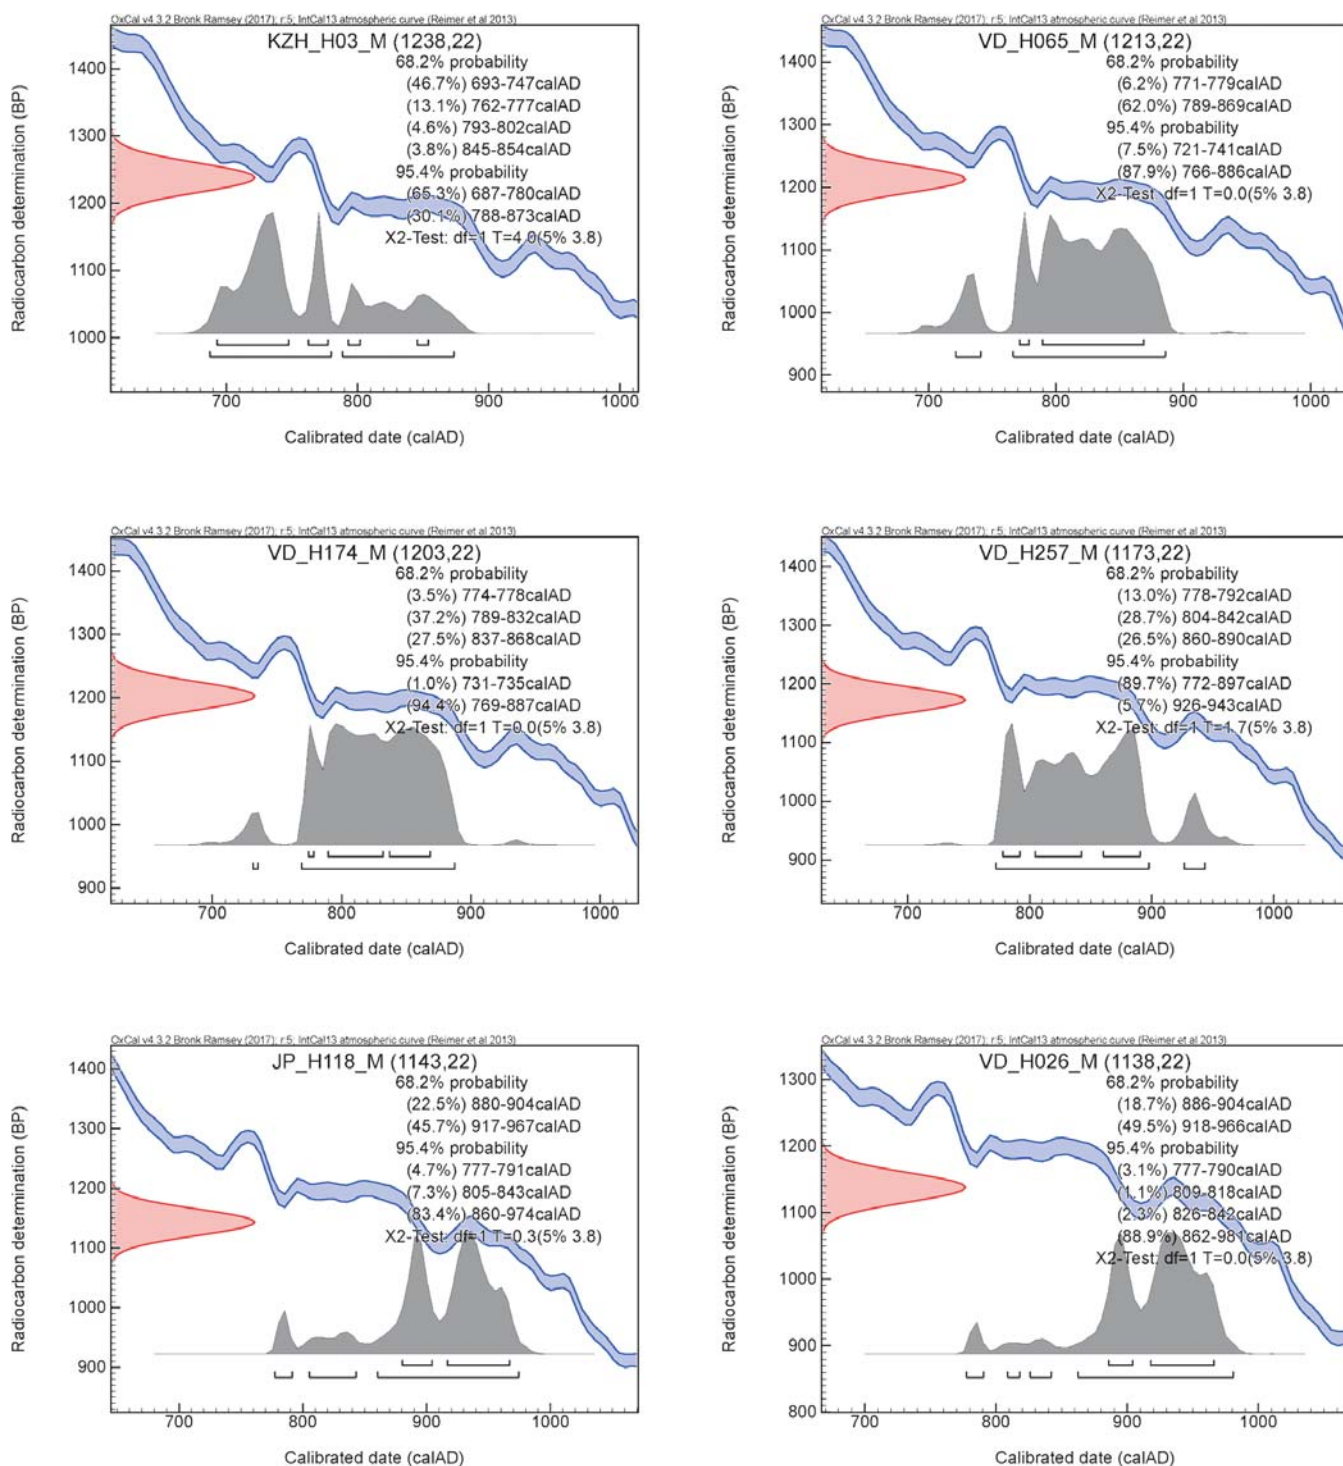 OxCal v4.3.2 Bronk Ramsey (2017); r:5; IntCal13 atmospheric curve (Reimer et al 2013)
KZH_H03_M (1238,22)
68.2% probability
(46.7%) 693-747calAD
(13.1%) 762-777calAD
(4.6%) 793-802calAD
(3.8%) 845-854calAD
95.4% probability
(65.3%) 687-780calAD
(30.1%) 788-873calAD
X2-Test: df=1 T=4.0(5% 3.8)
Radiocarbon determination (BP)
1400
1300
1200
1100
1000
700 800 900 1000
Calibrated date (calAD)
OxCal v4.3.2 Bronk Ramsey (2017); r:5; IntCal13 atmospheric curve (Reimer et al 2013)
VD_H065_M (1213,22)
68.2% probability
(6.2%) 771-779calAD
(62.0%) 789-869calAD
95.4% probability
(7.5%) 721-741calAD
(87.9%) 766-886calAD
X2-Test: df=1 T=0.0(5% 3.8)
Radiocarbon determination (BP)
1400
1300
1200
1100
1000
900
700 800 900 1000
Calibrated date (calAD)
OxCal v4.3.2 Bronk Ramsey (2017); r:5; IntCal13 atmospheric curve (Reimer et al 2013)
VD_H174_M (1203,22)
68.2% probability
(3.5%) 774-778calAD
(37.2%) 789-832calAD
(27.5%) 837-868calAD
95.4% probability
(1.0%) 731-735calAD
(94.4%) 769-887calAD
X2-Test: df=1 T=0.0(5% 3.8)
Radiocarbon determination (BP)
1400
1300
1200
1100
1000
900
700 800 900 1000
Calibrated date (calAD)
OxCal v4.3.2 Bronk Ramsey (2017); r:5; IntCal13 atmospheric curve (Reimer et al 2013)
VD_H257_M (1173,22)
68.2% probability
(13.0%) 778-792calAD
(28.7%) 804-842calAD
(26.5%) 860-890calAD
95.4% probability
(89.7%) 772-897calAD
(5.7%) 926-943calAD
X2-Test: df=1 T=1.7(5% 3.8)
Radiocarbon determination (BP)
1400
1300
1200
1100
1000
900
700 800 900 1000
Calibrated date (calAD)
OxCal v4.3.2 Bronk Ramsey (2017); r:5; IntCal13 atmospheric curve (Reimer et al 2013)
JP_H118_M (1143,22)
68.2% probability
(22.5%) 880-904calAD
(45.7%) 917-967calAD
95.4% probability
(4.7%) 777-791calAD
(7.3%) 805-843calAD
(83.4%) 860-974calAD
X2-Test: df=1 T=0.3(5% 3.8)
Radiocarbon determination (BP)
1400
1300
1200
1100
1000
900
700 800 900 1000
Calibrated date (calAD)
OxCal v4.3.2 Bronk Ramsey (2017); r:5; IntCal13 atmospheric curve (Reimer et al 2013)
VD_H026_M (1138,22)
68.2% probability
(18.7%) 886-904calAD
(49.5%) 918-966calAD
95.4% probability
(3.1%) 777-790calAD
(1.1%) 809-818calAD
(2.3%) 826-842calAD
(88.9%) 862-981calAD
X2-Test: df=1 T=0.0(5% 3.8)
Radiocarbon determination (BP)
1300
1200
1100
1000
900
800
700 800 900 1000
Calibrated date (calAD)